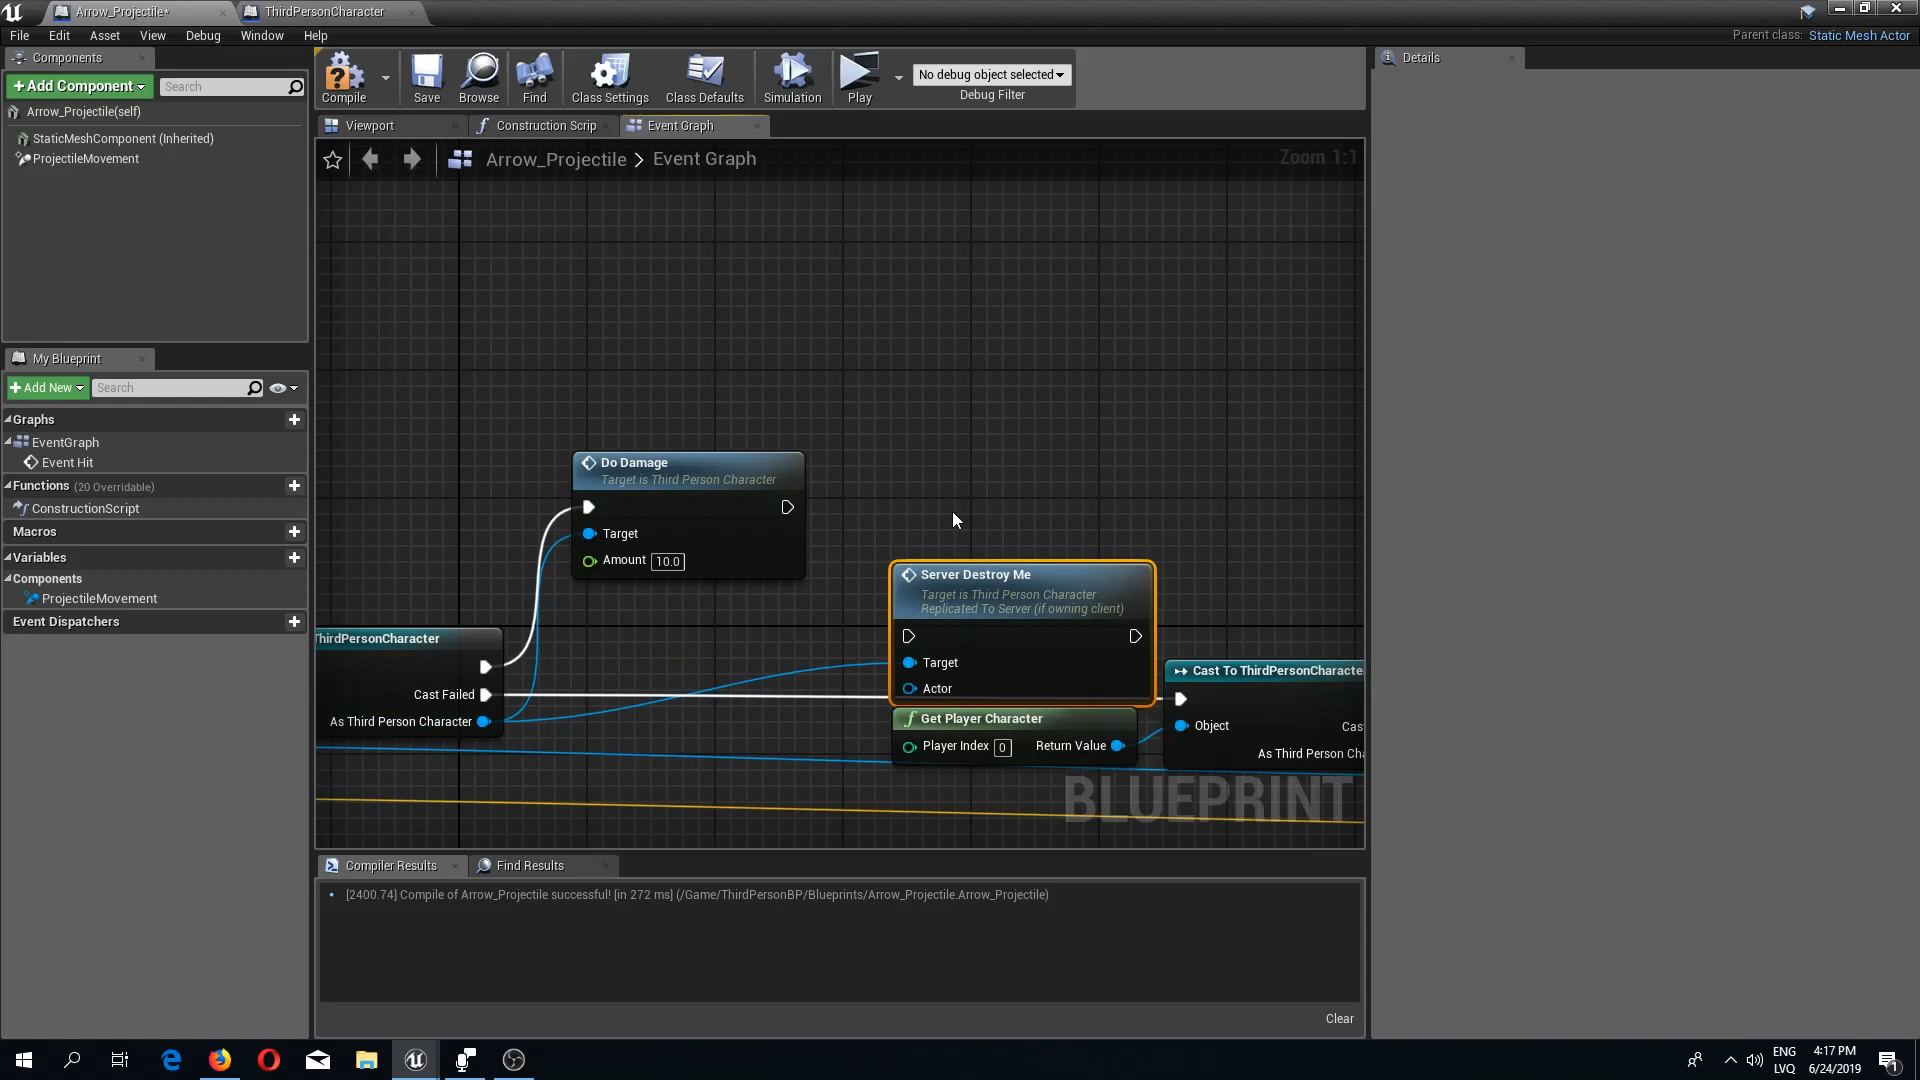 Arrow_Projectile*
ThirdPersonCharacter
File Edit Asset View Debug Window Help
Parent class: Static Mesh Actor
Components
Add Component
Search
Arrow_Projectile(self)
StaticMeshComponent (Inherited)
ProjectileMovement
Compile
Save
Browse
Find
Class Settings
Class Defaults
Simulation
Play
No debug object selected
Debug Filter
Details
Viewport
Construction Scrip
Event Graph
Arrow_Projectile > Event Graph
Zoom 1:1
My Blueprint
Add New
Search
Graphs
EventGraph
Event Hit
Functions (20 Overridable)
ConstructionScript
Macros
Variables
Components
ProjectileMovement
Event Dispatchers
Do Damage
Target is Third Person Character
Target
Amount 10.0
ThirdPersonCharacter
Cast Failed
As Third Person Character
Server Destroy Me
Target is Third Person Character
Replicated To Server (if owning client)
Target
Actor
Get Player Character
Player Index 0 Return Value
Cast To ThirdPersonCharacte
Object
Cas
As Third Person Cha
BLUEPRINT
Compiler Results
Find Results
[2400.74] Compile of Arrow_Projectile successful! [in 272 ms] (/Game/ThirdPersonBP/Blueprints/Arrow_Projectile.Arrow_Projectile)
Clear
ENG
LVQ
4:17 PM
6/24/2019
1